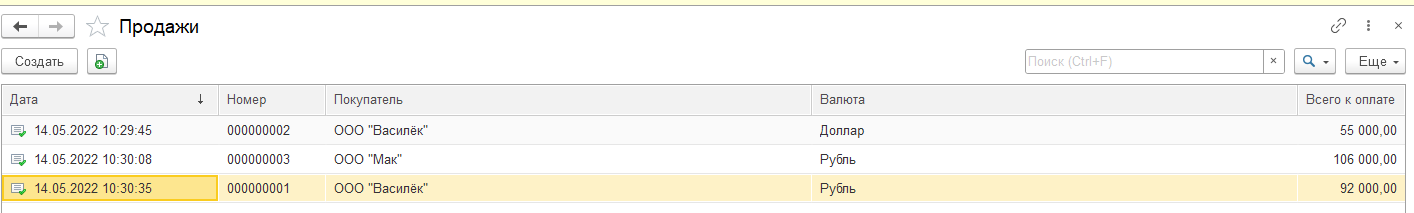 Продажи
Создать Поиск (Ctrl+F) × Еще
Дата ↓ Номер Покупатель Валюта Всего к оплате
14.05.2022 10:29:45 000000002 ООО "Василёк" Доллар 55 000,00
14.05.2022 10:30:08 000000003 ООО "Мак" Рубль 106 000,00
14.05.2022 10:30:35 000000001 ООО "Василёк" Рубль 92 000,00